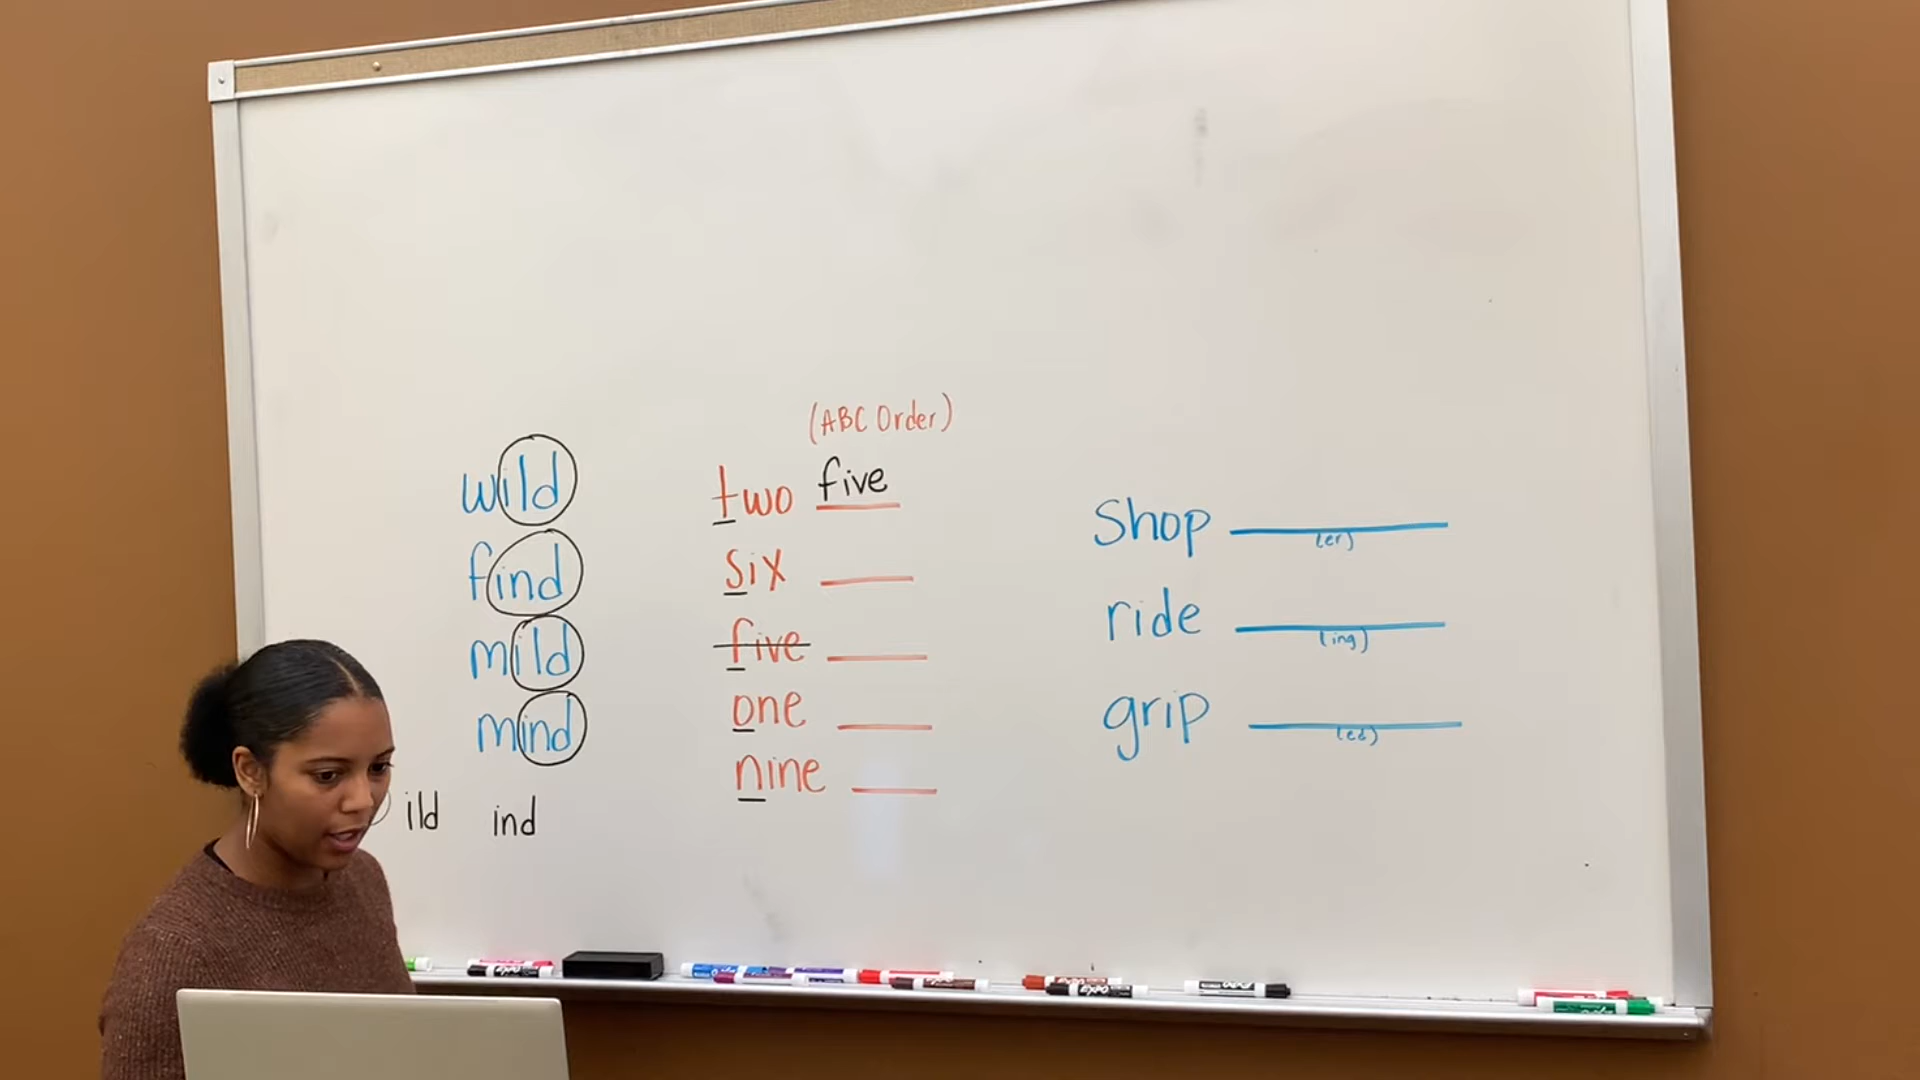 wild
find
mild
mind
ild ind
(ABC Order)
two five
six
five
one
nine
Shop
(er)
ride
(ing)
grip
(ed)